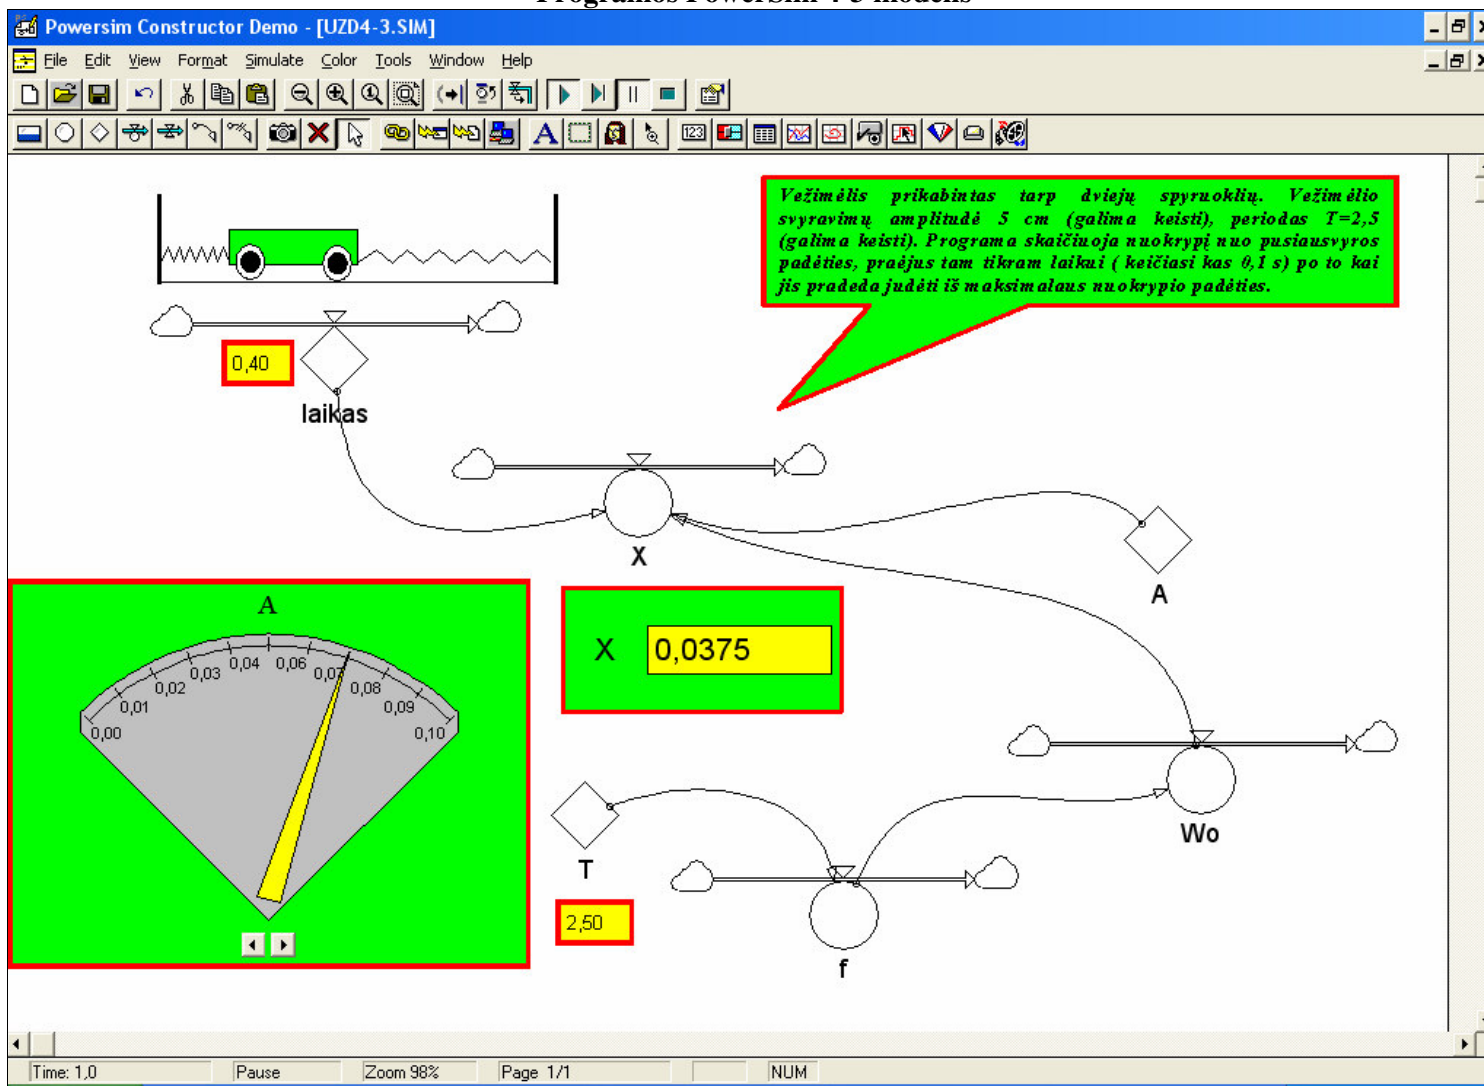 Programos PowerSim 4-3 modelis
Powersim Constructor Demo - [UZD4-3.SIM]
File Edit View Format Simulate Color Tools Window Help
123
A
Vežimėlis prikabintas tarp dviejų spyruoklių. Vežimėlio
svyravimų amplitudė 5 cm (galima keisti), periodas T=2,5
(galima keisti). Programa skaičiuoja nuokrypį nuo pusiausvyros
padėties, praėjus tam tikram laikui ( keičiasi kas 0,1 s) po to kai
jis pradeda judėti iš maksimalaus nuokrypio padėties.
0,40
laikas
X
A
A
0,00
0,01
0,02
0,03
0,04
0,06
0,07
0,08
0,09
0,10
X 0,0375
T
2,50
Wo
f
Time: 1,0 Pause Zoom 98% Page 1/1 NUM